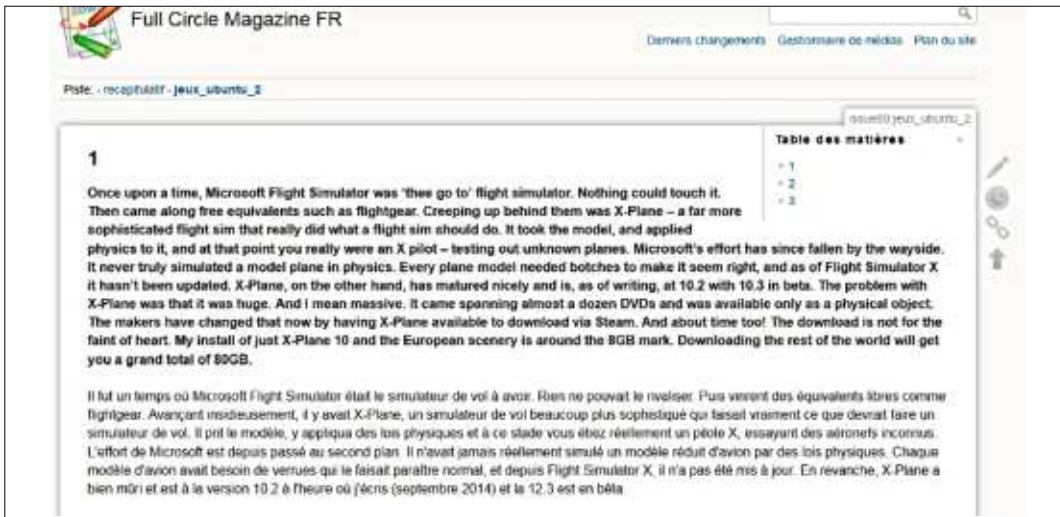 Full Circle Magazine FR
Derniers changements Gestionnaire de médias Plan du site
Piste: · recapitulatif · jeux_ubuntu_2
issue90:jeux_ubuntu_2
Table des matières
1
2
3
1
Once upon a time, Microsoft Flight Simulator was 'thee go to' flight simulator. Nothing could touch it.
Then came along free equivalents such as flightgear. Creeping up behind them was X-Plane – a far more
sophisticated flight sim that really did what a flight sim should do. It took the model, and applied
physics to it, and at that point you really were an X pilot – testing out unknown planes. Microsoft's effort has since fallen by the wayside.
It never truly simulated a model plane in physics. Every plane model needed botches to make it seem right, and as of Flight Simulator X
it hasn't been updated. X-Plane, on the other hand, has matured nicely and is, as of writing, at 10.2 with 10.3 in beta. The problem with
X-Plane was that it was huge. And I mean massive. It came spanning almost a dozen DVDs and was available only as a physical object.
The makers have changed that now by having X-Plane available to download via Steam. And about time too! The download is not for the
faint of heart. My install of just X-Plane 10 and the European scenery is around the 8GB mark. Downloading the rest of the world will get
you a grand total of 80GB.
Il fut un temps où Microsoft Flight Simulator était le simulateur de vol à avoir. Rien ne pouvait le rivaliser. Puis vinrent des équivalents libres comme
flightgear. Avançant insidieusement, il y avait X-Plane, un simulateur de vol beaucoup plus sophistiqué qui faisait vraiment ce que devrait faire un
simulateur de vol. Il prit le modèle, y appliqua des lois physiques et à ce stade vous étiez réellement un pilote X, essayant des aéronefs inconnus.
L'effort de Microsoft est depuis passé au second plan. Il n'avait jamais réellement simulé un modèle réduit d'avion par des lois physiques. Chaque
modèle d'avion avait besoin de verrues qui le faisait paraître normal, et depuis Flight Simulator X, il n'a pas été mis à jour. En revanche, X-Plane a
bien mûri et est à la version 10.2 à l'heure où j'écris (septembre 2014) et la 12.3 est en bêta.